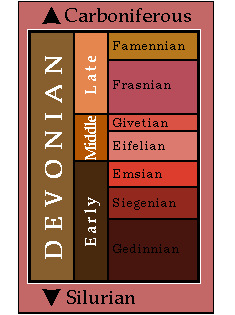 ▲ Carboniferous
DEVONIAN
Late
Famennian
Frasnian
Middle
Givetian
Eifelian
Early
Emsian
Siegenian
Gedinnian
▼ Silurian